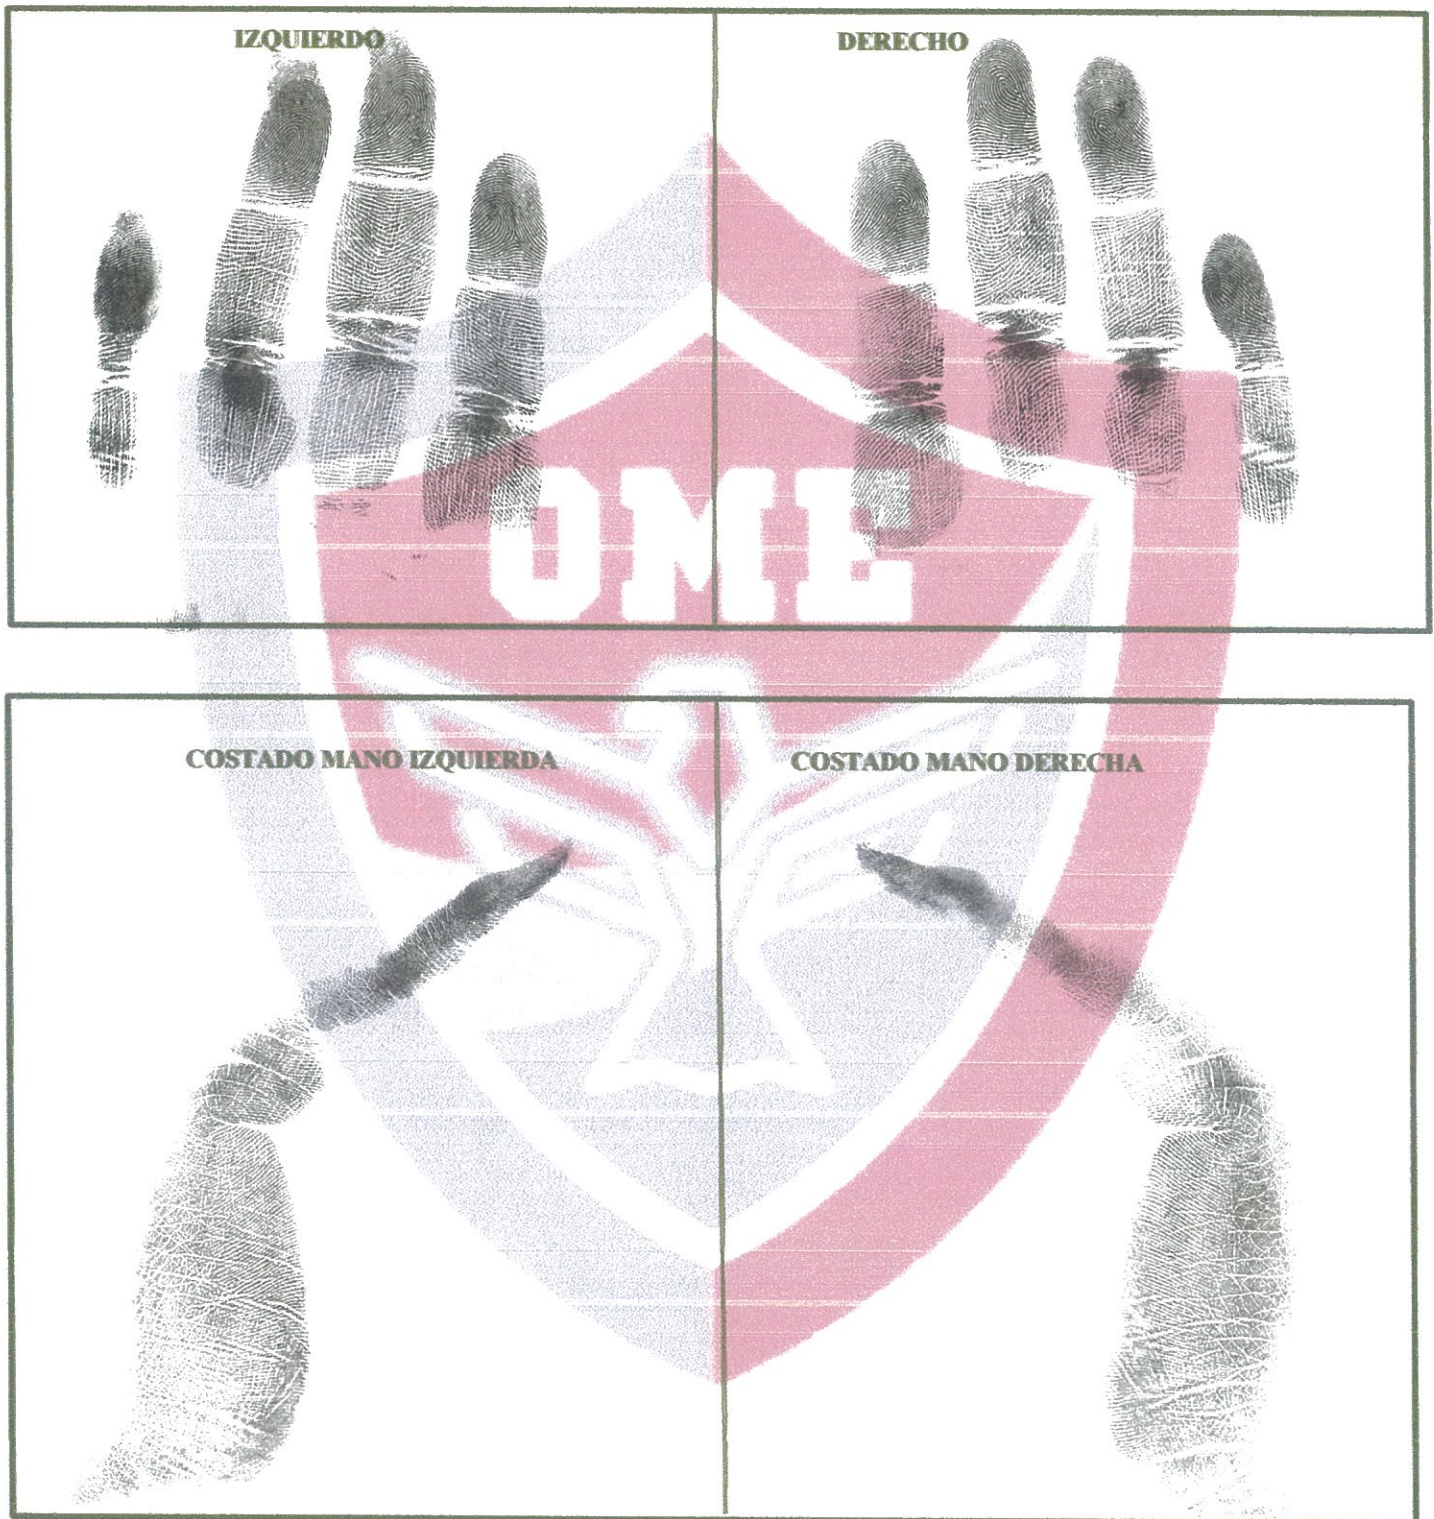 IZQUIERDO
DERECHO
OML
COSTADO MANO IZQUIERDA
COSTADO MANO DERECHA